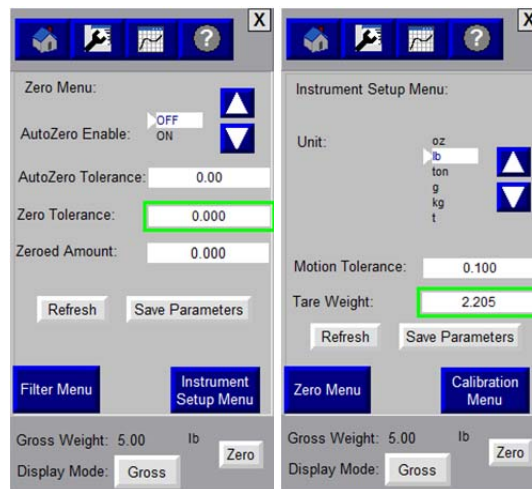 X
Zero Menu:
AutoZero Enable:
OFF
ON
AutoZero Tolerance: 0.00
Zero Tolerance: 0.000
Zeroed Amount: 0.000
Refresh Save Parameters
Filter Menu
Instrument
Setup Menu
Gross Weight: 5.00 lb
Zero
Display Mode: Gross
X
Instrument Setup Menu:
Unit:
oz
lb
ton
g
kg
t
Motion Tolerance: 0.100
Tare Weight: 2.205
Refresh Save Parameters
Zero Menu
Calibration
Menu
Gross Weight: 5.00 lb
Zero
Display Mode: Gross